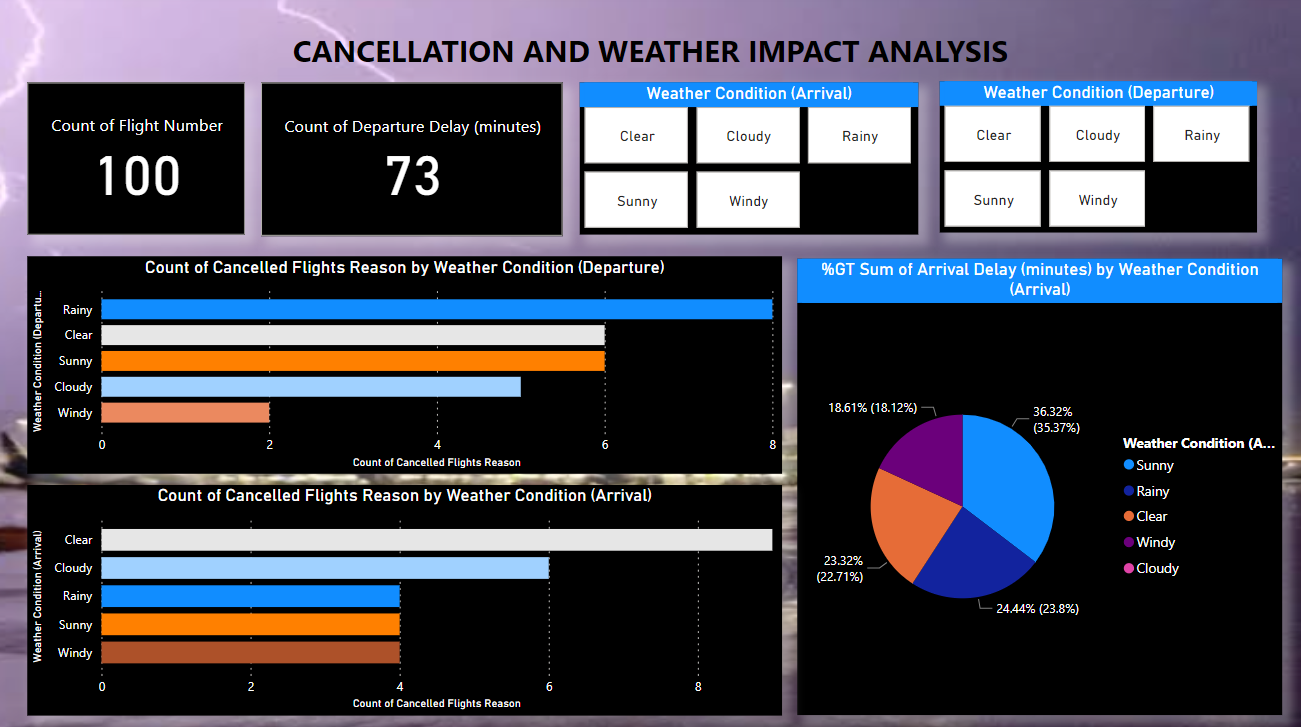 CANCELLATION AND WEATHER IMPACT ANALYSIS
Count of Flight Number
100
Count of Departure Delay (minutes)
73
Weather Condition (Arrival)
Clear
Cloudy
Rainy
Sunny
Windy
Weather Condition (Departure)
Clear
Cloudy
Rainy
Sunny
Windy
Count of Cancelled Flights Reason by Weather Condition (Departure)
Weather Condition (Departu...
Rainy
Clear
Sunny
Cloudy
Windy
0 2 4 6 8
Count of Cancelled Flights Reason
Count of Cancelled Flights Reason by Weather Condition (Arrival)
Weather Condition (Arrival)
Clear
Cloudy
Rainy
Sunny
Windy
0 2 4 6 8
Count of Cancelled Flights Reason
%GT Sum of Arrival Delay (minutes) by Weather Condition
(Arrival)
18.61% (18.12%)
36.32%
(35.37%)
23.32%
(22.71%)
24.44% (23.8%)
Weather Condition (A...
Sunny
Rainy
Clear
Windy
Cloudy